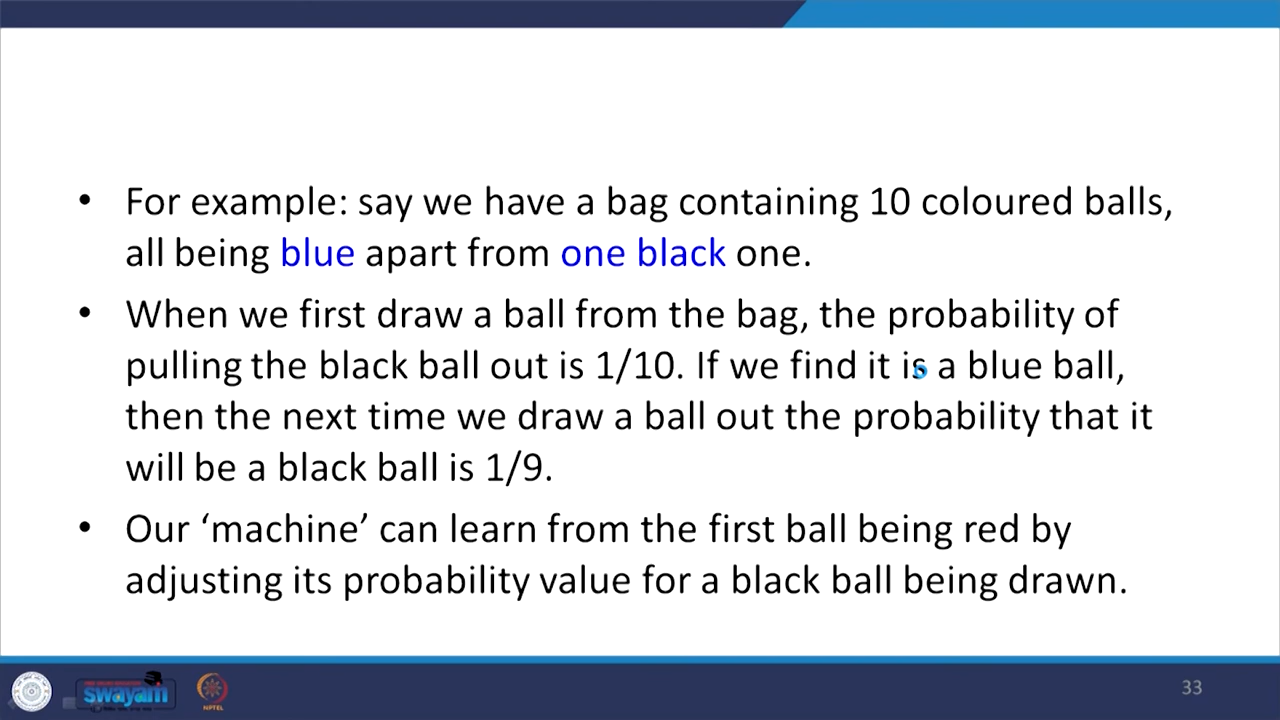 • For example: say we have a bag containing 10 coloured balls,
all being blue apart from one black one.
• When we first draw a ball from the bag, the probability of
pulling the black ball out is 1/10. If we find it is a blue ball,
then the next time we draw a ball out the probability that it
will be a black ball is 1/9.
• Our ‘machine’ can learn from the first ball being red by
adjusting its probability value for a black ball being drawn.
swayam
NPTEL
33